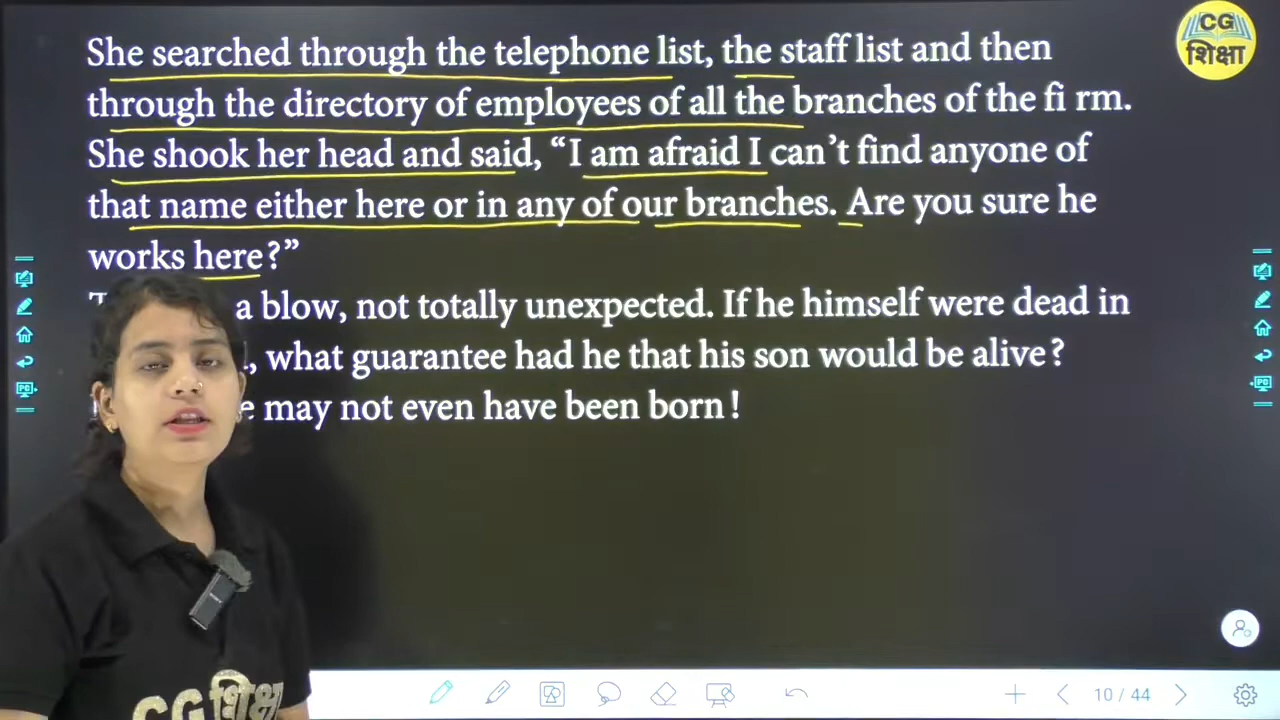 She searched through the telephone list, the staff list and then
through the directory of employees of all the branches of the fi rm.
She shook her head and said, “I am afraid I can’t find anyone of
that name either here or in any of our branches. Are you sure he
works here?”
a blow, not totally unexpected. If he himself were dead in
, what guarantee had he that his son would be alive?
may not even have been born!
CG
शिक्षा
CG शिक्षा
10 / 44